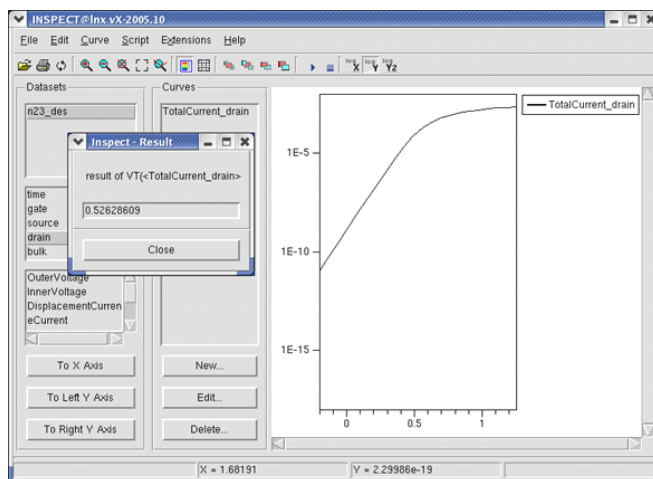 INSPECT@lnx vX-2005.10
File Edit Curve Script Extensions Help
log X log Y Y2
Datasets
n23_des
Curves
TotalCurrent_drain
Inspect - Result
result of VT(<TotalCurrent_drain>
0.52628609
Close
time
gate
source
drain
bulk
OuterVoltage
InnerVoltage
DisplacementCurren
eCurrent
To X Axis
To Left Y Axis
To Right Y Axis
New...
Edit...
Delete...
TotalCurrent_drain
1E-5
1E-10
1E-15
0 0.5 1
X = 1.68191
Y = 2.29986e-19